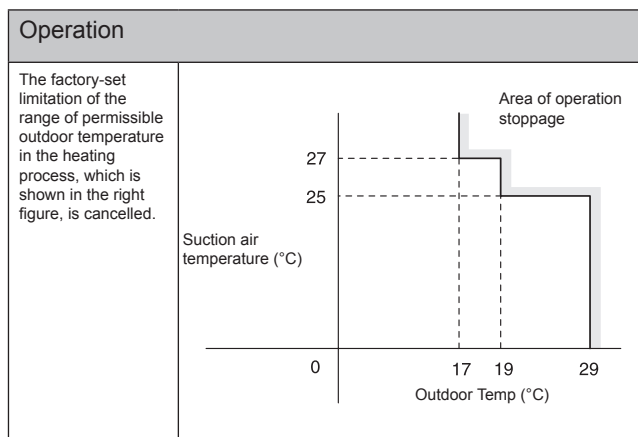 Operation
The factory-set
limitation of the
range of permissible
outdoor temperature
in the heating
process, which is
shown in the right
figure, is cancelled.
Area of operation
stoppage
27
25
Suction air
temperature (°C)
0
17 19 29
Outdoor Temp (°C)